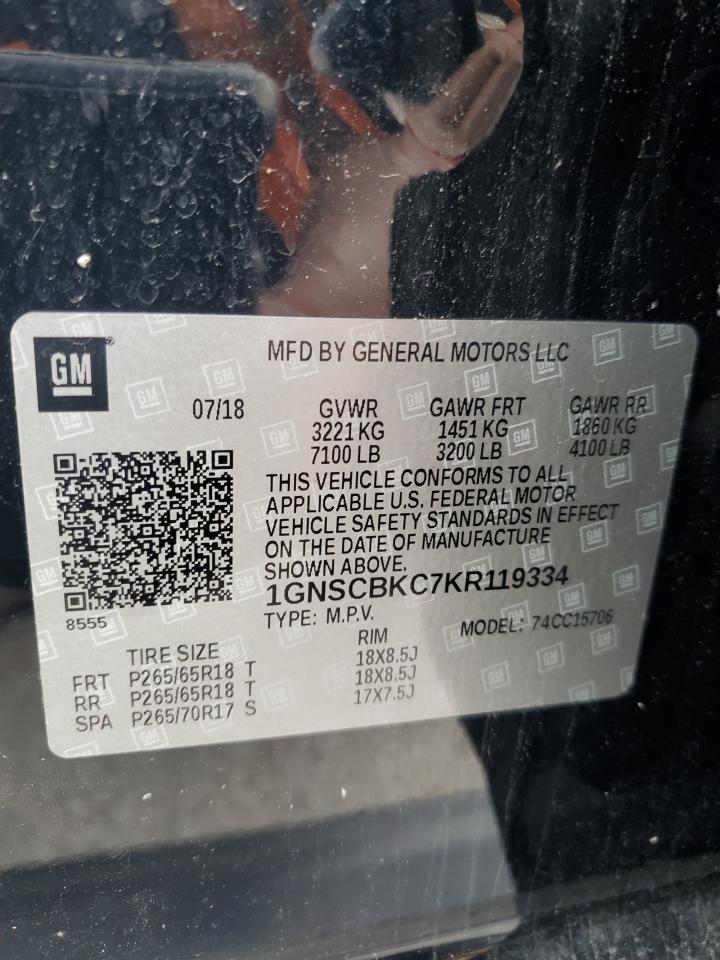 GM
MFD BY GENERAL MOTORS LLC
07/18 GVWR GAWR FRT GAWR RR
3221 KG 1451 KG 1860 KG
7100 LB 3200 LB 4100 LB
THIS VEHICLE CONFORMS TO ALL
APPLICABLE U.S. FEDERAL MOTOR
VEHICLE SAFETY STANDARDS IN EFFECT
ON THE DATE OF MANUFACTURE
SHOWN ABOVE.
1GNSCBKC7KR119334
8555 TYPE: M.P.V. MODEL: 74CC15706
TIRE SIZE RIM
FRT P265/65R18 T 18X8.5J
RR P265/65R18 T 18X8.5J
SPA P265/70R17 S 17X7.5J